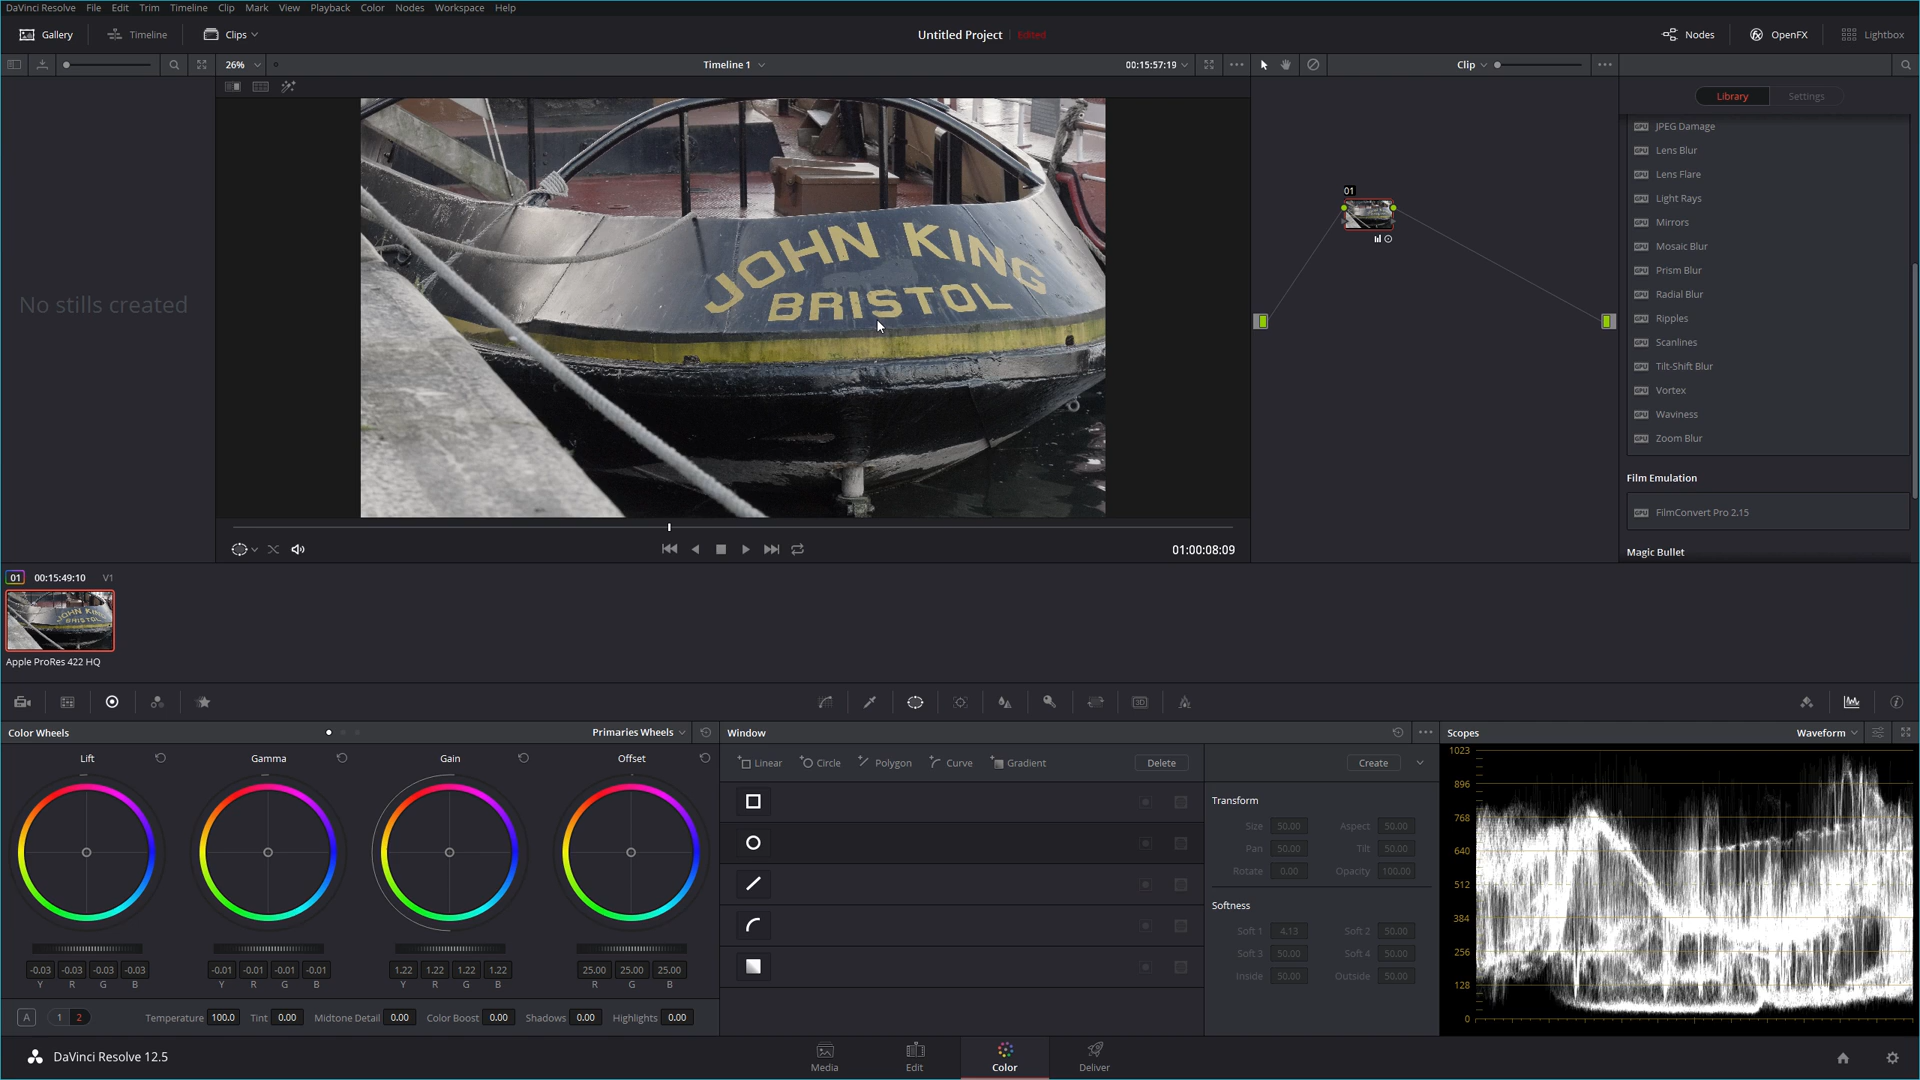 DaVinci Resolve File Edit Trim Timeline Clip Mark View Playback Color Nodes Workspace Help
Gallery Timeline Clips Untitled Project Edited Nodes OpenFX Lightbox
26% Timeline 1 00:15:57:19 Clip
Library Settings
JPEG Damage
Lens Blur
Lens Flare
Light Rays
Mirrors
Mosaic Blur
Prism Blur
Radial Blur
Ripples
Scanlines
Tilt-Shift Blur
Vortex
Waviness
Zoom Blur
Film Emulation
FilmConvert Pro 2.15
Magic Bullet
No stills created
JOHN KING
BRISTOL
01
01:00:08:09
01 00:15:49:10 V1
Apple ProRes 422 HQ
Color Wheels Primaries Wheels
Lift Gamma Gain Offset
-0.03 -0.03 -0.03 -0.03 -0.01 -0.01 -0.01 -0.01 1.22 1.22 1.22 1.22 25.00 25.00 25.00
Y R G B Y R G B Y R G B R G B
A 1 2 Temperature 100.0 Tint 0.00 Midtone Detail 0.00 Color Boost 0.00 Shadows 0.00 Highlights 0.00
Window
Linear Circle Polygon Curve Gradient Delete
Create
Transform
Size 50.00 Aspect 50.00
Pan 50.00 Tilt 50.00
Rotate 0.00 Opacity 100.00
Softness
Soft 1 4.13 Soft 2 50.00
Soft 3 50.00 Soft 4 50.00
Inside 50.00 Outside 50.00
Scopes Waveform
1023
896
768
640
512
384
256
128
0
DaVinci Resolve 12.5
Media Edit Color Deliver